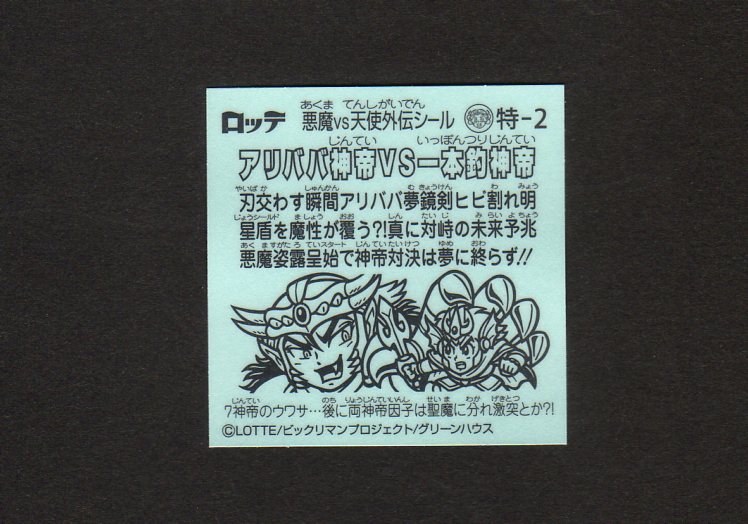 あくま てんしがいでん
ロッテ 悪魔VS天使外伝シール 特-2
じんてい いっぽんづりじんてい
アリババ神帝VS一本釣神帝
やいばか しゅんかん むきょうけん わ みょう
刃交わす瞬間アリババ夢鏡剣ヒビ割れ明
じょうシールド ましょう おお しん たいじ みらいよちょう
星盾を魔性が覆う?!真に対峙の未来予兆
あくますがたろていスタート じんていたいけつ ゆめ おわ
悪魔姿露呈始で神帝対決は夢に終らず!!
じんてい のち りょうじんていいんし せいま わか げきとつ
7神帝のウワサ…後に両神帝因子は聖魔に分れ激突とか?!
©LOTTE/ビックリマンプロジェクト/グリーンハウス